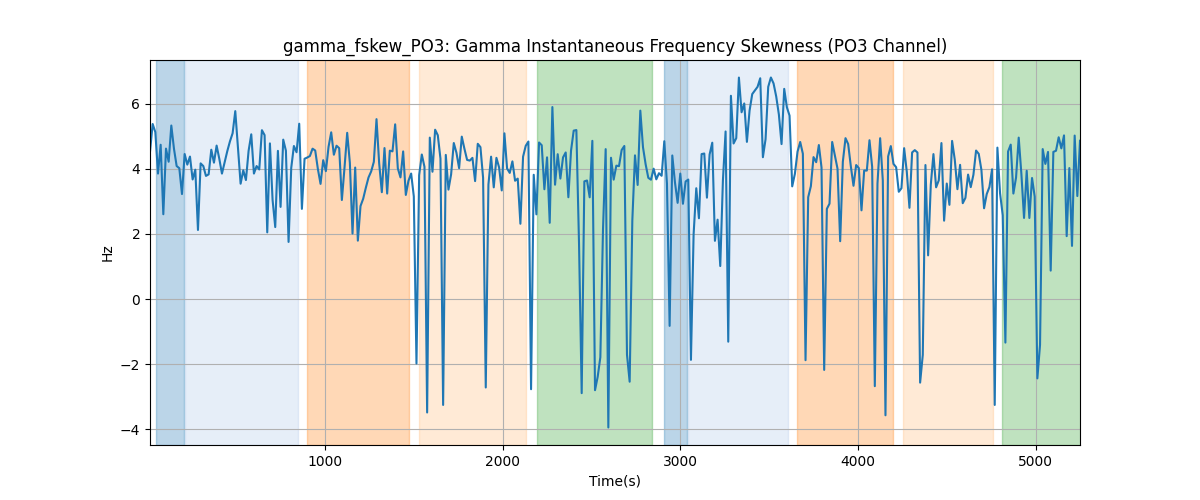 gamma_fskew_PO3: Gamma Instantaneous Frequency Skewness (PO3 Channel)
6
4
2
0
−2
−4
Hz
1000 2000 3000 4000 5000
Time(s)